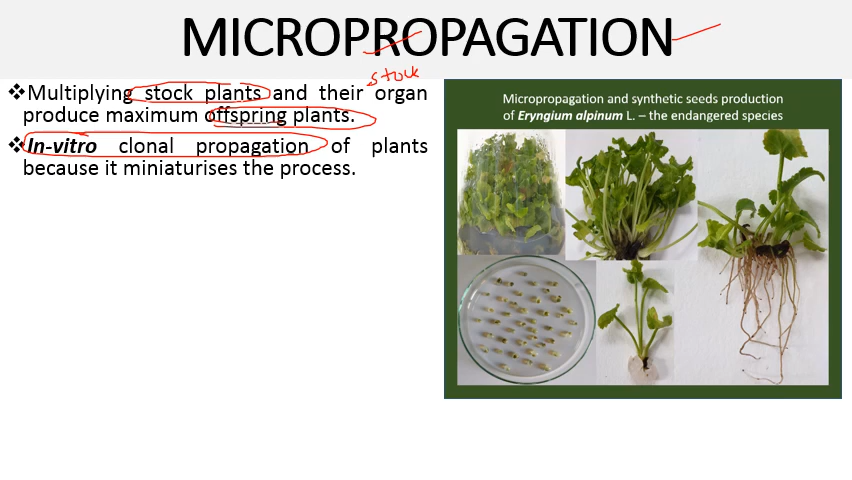 MICROPROPAGATION
stock
❖Multiplying stock plants and their organ
produce maximum offspring plants.
❖In-vitro clonal propagation of plants
because it miniaturises the process.
Micropropagation and synthetic seeds production
of Eryngium alpinum L. – the endangered species